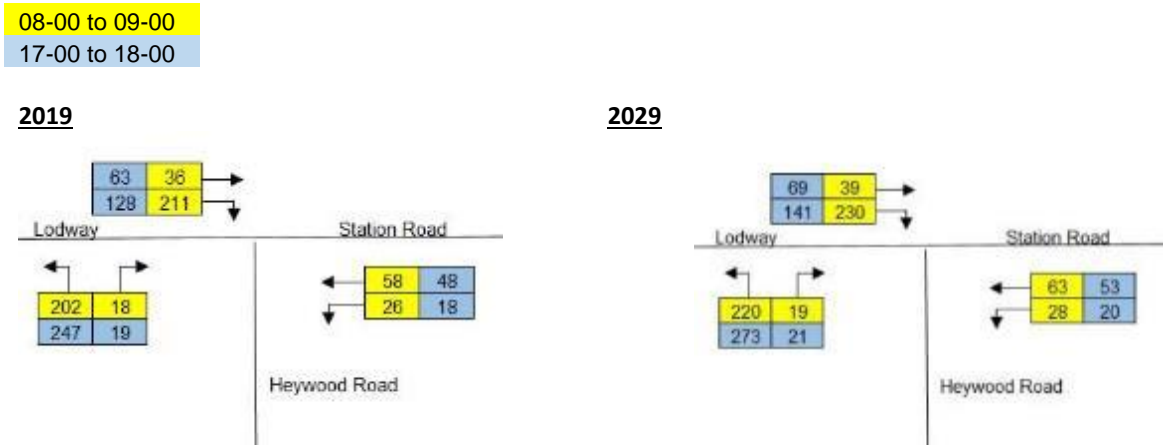 08-00 to 09-00
17-00 to 18-00
2019
63 36
128 211
Lodway
Station Road
58 48
26 18
202 18
247 19
Heywood Road
2029
69 39
141 230
Lodway
Station Road
63 53
28 20
220 19
273 21
Heywood Road